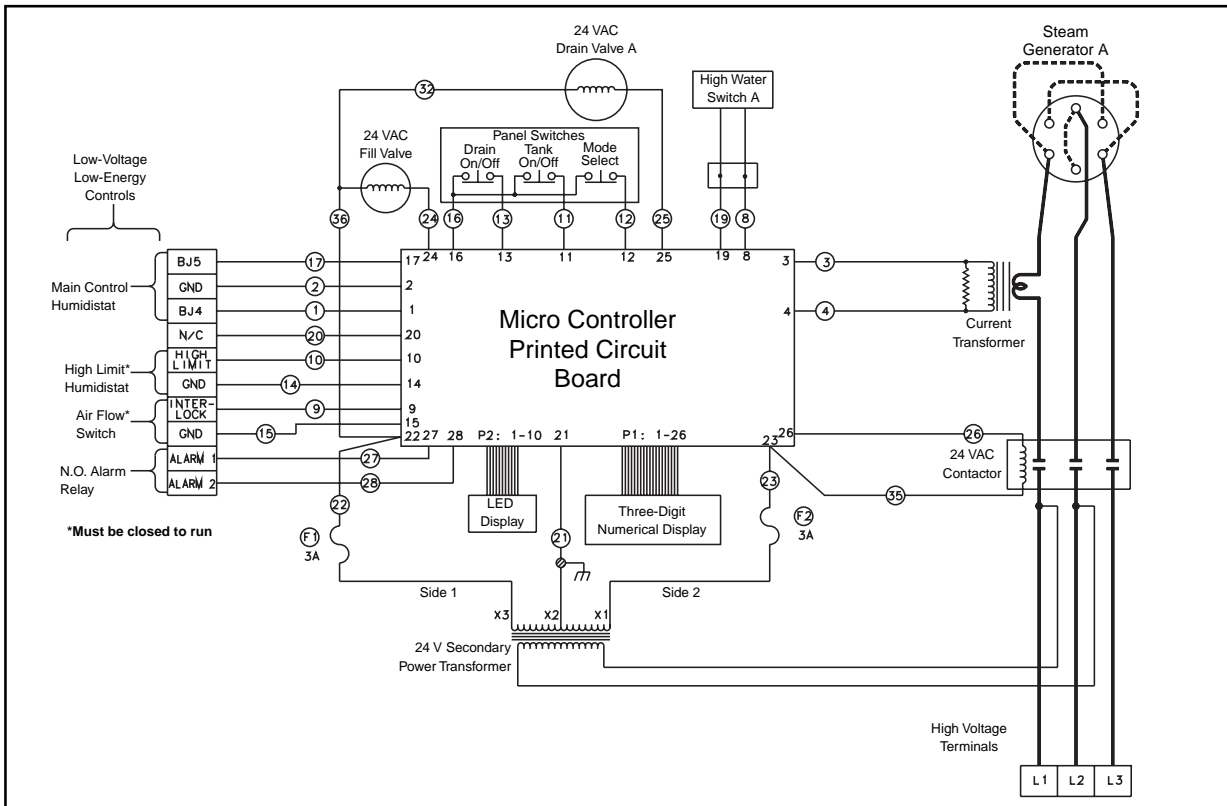 24 VAC
Drain Valve A
Steam
Generator A
32
High Water
Switch A
24 VAC
Fill Valve
Panel Switches
Drain
On/Off
Tank
On/Off
Mode
Select
Low-Voltage
Low-Energy
Controls
36
24
16
13
11
12
25
19
8
24
16
13
11
12
25
19
8
Main Control
Humidistat
BJ5
17
17
GND
2
2
BJ4
1
1
N/C
20
20
High Limit*
Humidistat
HIGH
LIMIT
10
10
GND
14
14
Air Flow*
Switch
INTER-
LOCK
9
9
GND
15
15
N.O. Alarm
Relay
ALARM 1
27
ALARM 2
28
*Must be closed to run
Micro Controller
Printed Circuit
Board
3
3
4
4
Current
Transformer
22
27
28
P2: 1-10
21
P1: 1-26
23
26
26
24 VAC
Contactor
35
22
LED
Display
21
Three-Digit
Numerical Display
23
F1
3A
F2
3A
Side 1
Side 2
X3
X2
X1
24 V Secondary
Power Transformer
High Voltage
Terminals
L1
L2
L3